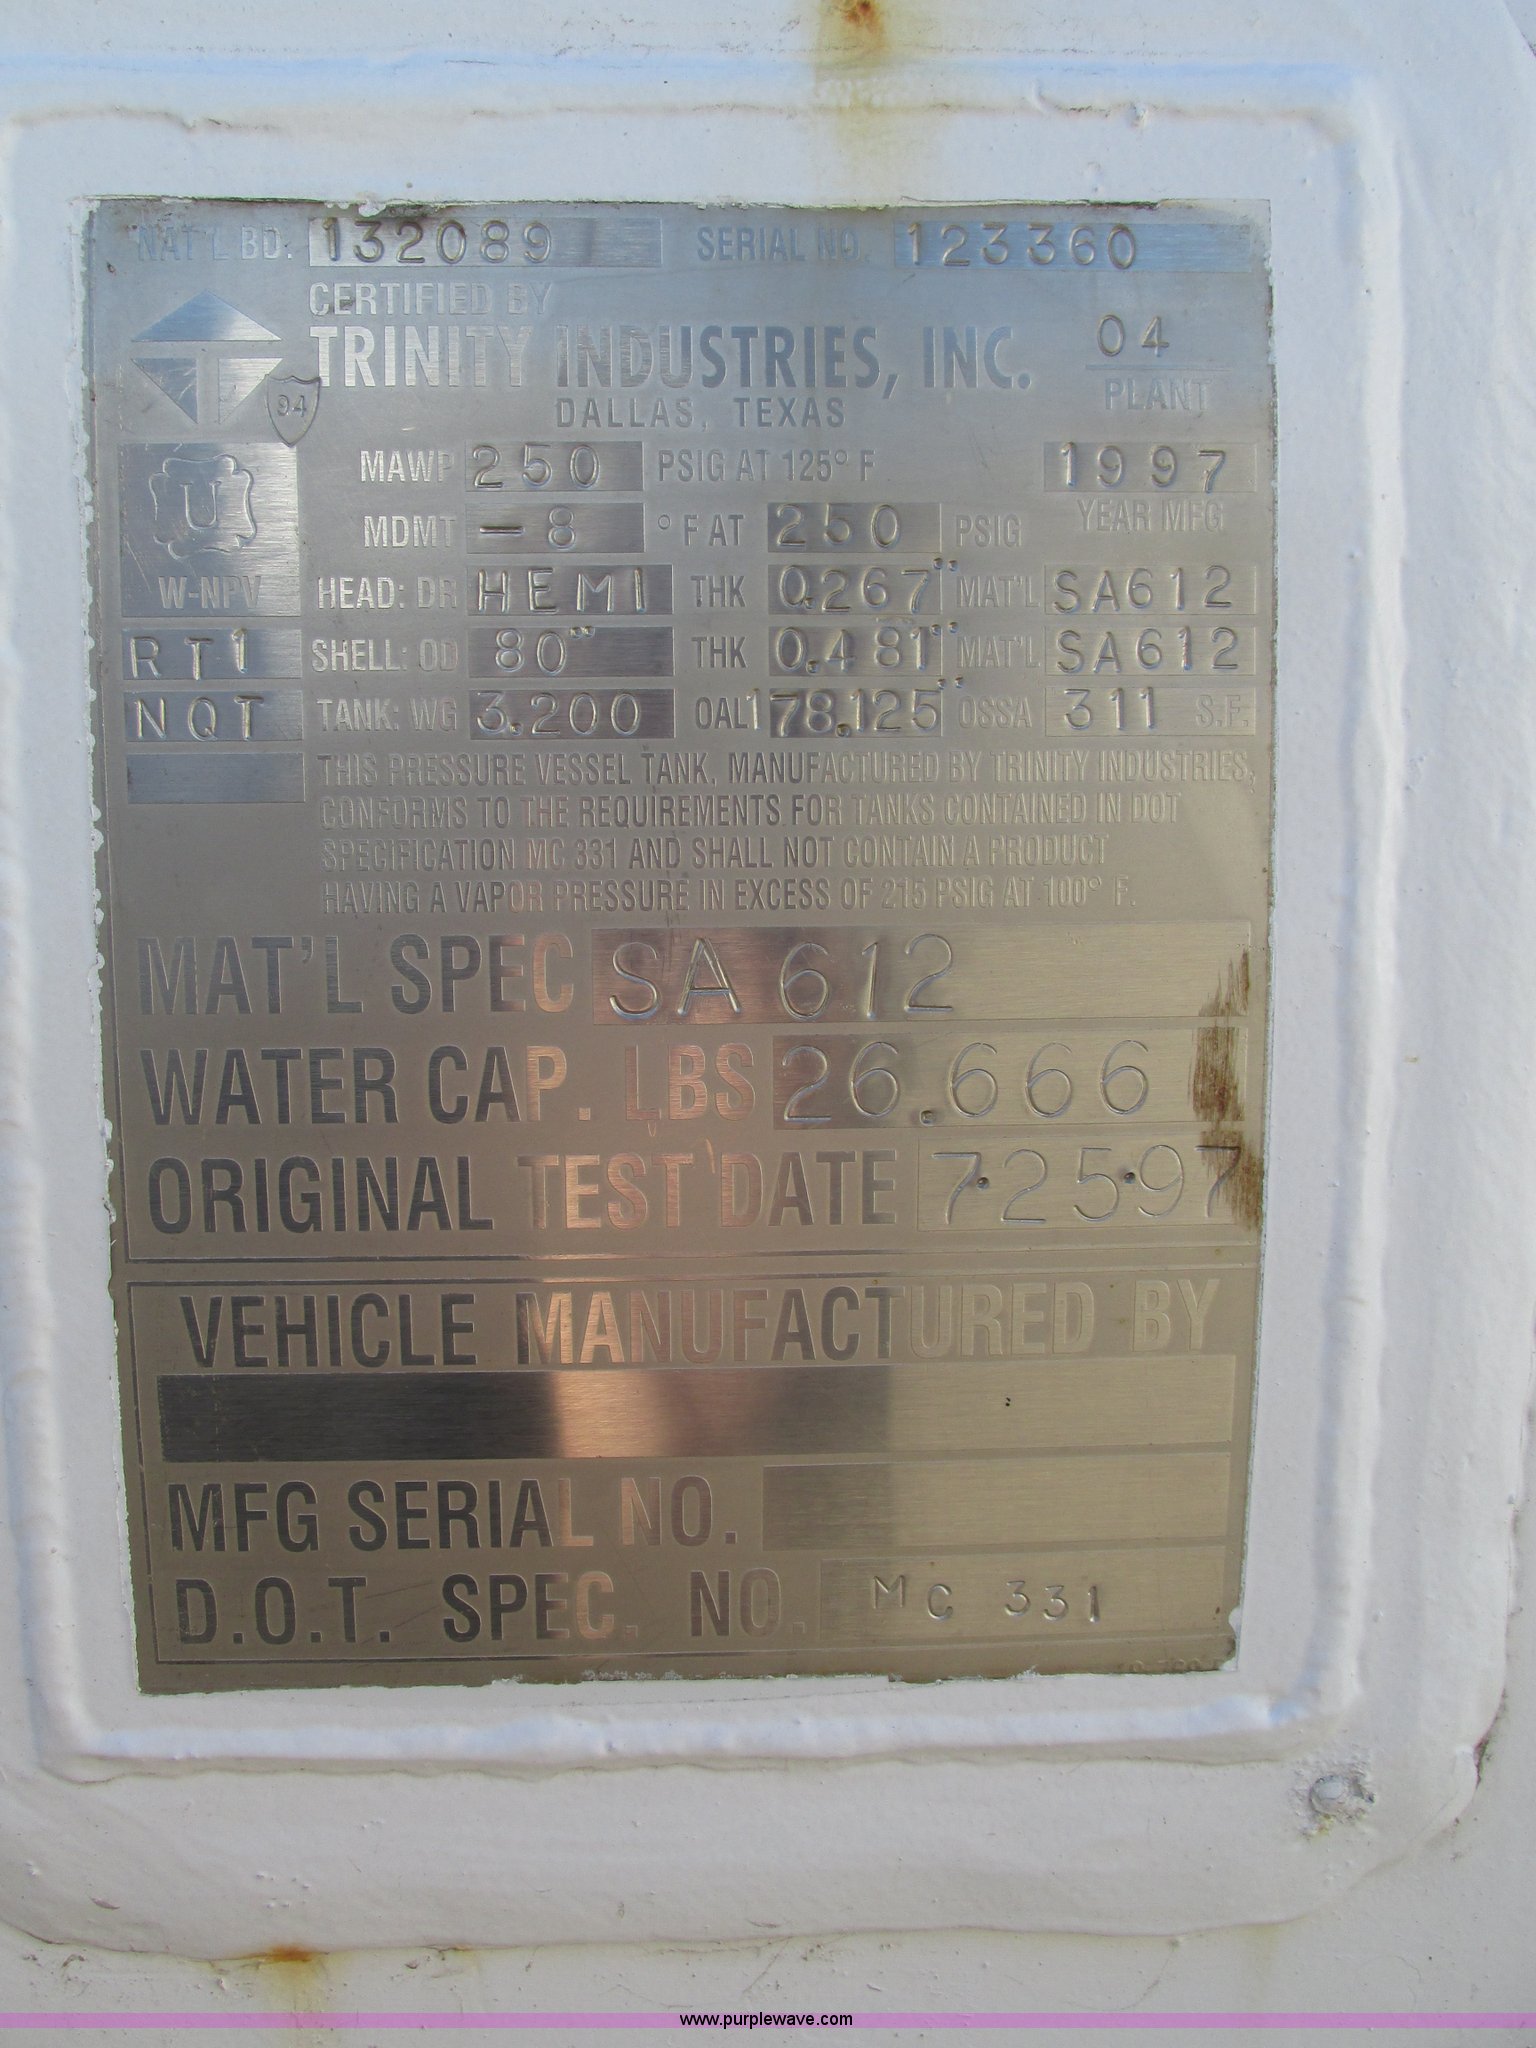 NAT'L BD. 132089 SERIAL NO. 123360
CERTIFIED BY
TRINITY INDUSTRIES, INC. 04
94 DALLAS, TEXAS PLANT
MAWP 250 PSIG AT 125° F 1997
U MDMT -8 °F AT 250 PSIG YEAR MFG
W-NPV HEAD: DR HEMI THK 0.267" MAT'L SA612
RT1 SHELL: OD 80" THK 0.481" MAT'L SA612
NQT TANK: WG 3.200 OAL 178.125" OSSA 311 S.F.
THIS PRESSURE VESSEL TANK, MANUFACTURED BY TRINITY INDUSTRIES,
CONFORMS TO THE REQUIREMENTS FOR TANKS CONTAINED IN DOT
SPECIFICATION MC 331 AND SHALL NOT CONTAIN A PRODUCT
HAVING A VAPOR PRESSURE IN EXCESS OF 215 PSIG AT 100° F.
MAT'L SPEC SA 612
WATER CAP. LBS 26.666
ORIGINAL TEST DATE 7·25·97
VEHICLE MANUFACTURED BY
MFG SERIAL NO.
D.O.T. SPEC. NO. MC 331
www.purplewave.com